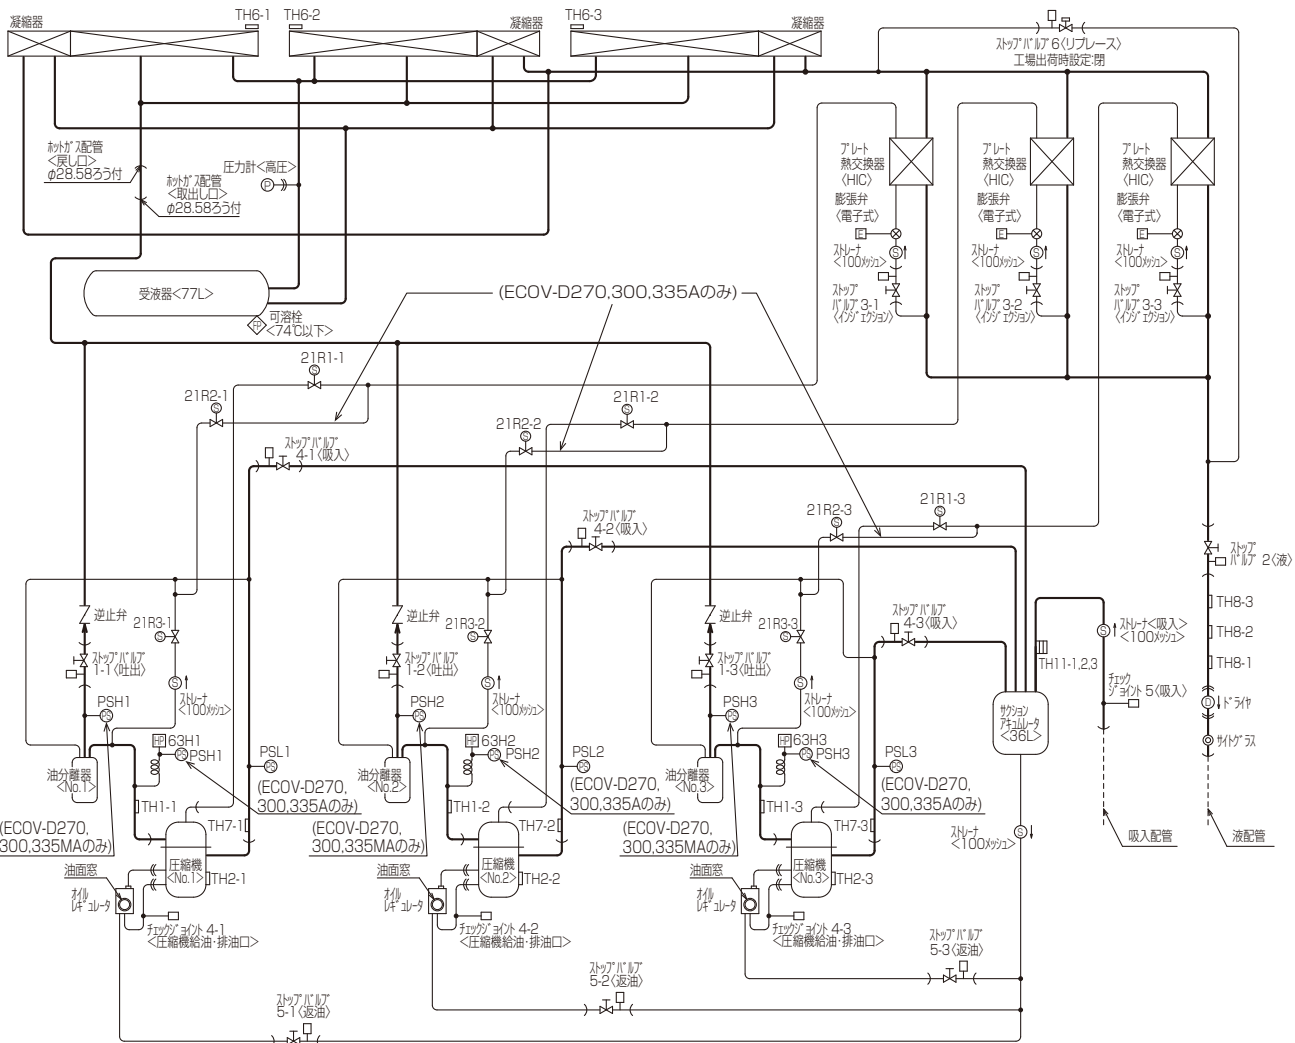 凝縮器
TH6-1
TH6-2
凝縮器
TH6-3
凝縮器
ストップバルブ 6〈リプレース〉
工場出荷時設定:閉
ホットガス配管
<戻し口>
φ28.58ろう付
ホットガス配管
<取出し口>
φ28.58ろう付
圧力計<高圧>
P
プレート
熱交換器
〈HIC〉
膨張弁
〈電子式〉
E
ストレーナ
<100メッシュ>
S
ストップ
バルブ 3-1
〈インジェクション〉
プレート
熱交換器
〈HIC〉
膨張弁
〈電子式〉
E
ストレーナ
<100メッシュ>
S
ストップ
バルブ 3-2
〈インジェクション〉
プレート
熱交換器
〈HIC〉
膨張弁
〈電子式〉
E
ストレーナ
<100メッシュ>
S
ストップ
バルブ 3-3
〈インジェクション〉
受液器<77L>
FP
可溶栓
<74℃以下>
(ECOV-D270,300,335Aのみ)
21R1-1
S
21R2-1
S
21R1-2
S
21R2-2
S
21R1-3
S
21R2-3
S
ストップバルブ
4-1〈吸入〉
ストップバルブ
4-2〈吸入〉
ストップバルブ
4-3〈吸入〉
逆止弁
21R3-1
S
ストップバルブ
1-1〈吐出〉
PSH1
PS
S
ストレーナ
<100メッシュ>
HP
63H1
PS
PSH1
PSL1
PS
(ECOV-D270,
300,335Aのみ)
油分離器
<No.1>
TH1-1
TH7-1
(ECOV-D270,
300,335MAのみ)
油面窓
圧縮機
<No.1>
TH2-1
オイル
レギュレータ
チェックジョイント 4-1
<圧縮機給油・排油口>
逆止弁
21R3-2
S
ストップバルブ
1-2〈吐出〉
PSH2
PS
S
ストレーナ
<100メッシュ>
HP
63H2
PS
PSH2
PSL2
PS
(ECOV-D270,
300,335Aのみ)
油分離器
<No.2>
TH1-2
TH7-2
(ECOV-D270,
300,335MAのみ)
油面窓
圧縮機
<No.2>
TH2-2
オイル
レギュレータ
チェックジョイント 4-2
<圧縮機給油・排油口>
逆止弁
21R3-3
S
ストップバルブ
1-3〈吐出〉
PSH3
PS
S
ストレーナ
<100メッシュ>
HP
63H3
PS
PSH3
PSL3
PS
(ECOV-D270,
300,335Aのみ)
油分離器
<No.3>
TH1-3
TH7-3
(ECOV-D270,
300,335MAのみ)
油面窓
圧縮機
<No.3>
TH2-3
オイル
レギュレータ
チェックジョイント 4-3
<圧縮機給油・排油口>
サクション
アキュムレータ
<36L>
TH11-1,2,3
S
ストレーナ<吸入>
<100メッシュ>
チェック
ジョイント 5〈吸入〉
ストレーナ
<100メッシュ>
S
吸入配管
ストップ
バルブ 2〈液〉
TH8-3
TH8-2
TH8-1
D
ドライヤ
サイトグラス
液配管
ストップバルブ
5-3〈返油〉
ストップバルブ
5-2〈返油〉
ストップバルブ
5-1〈返油〉